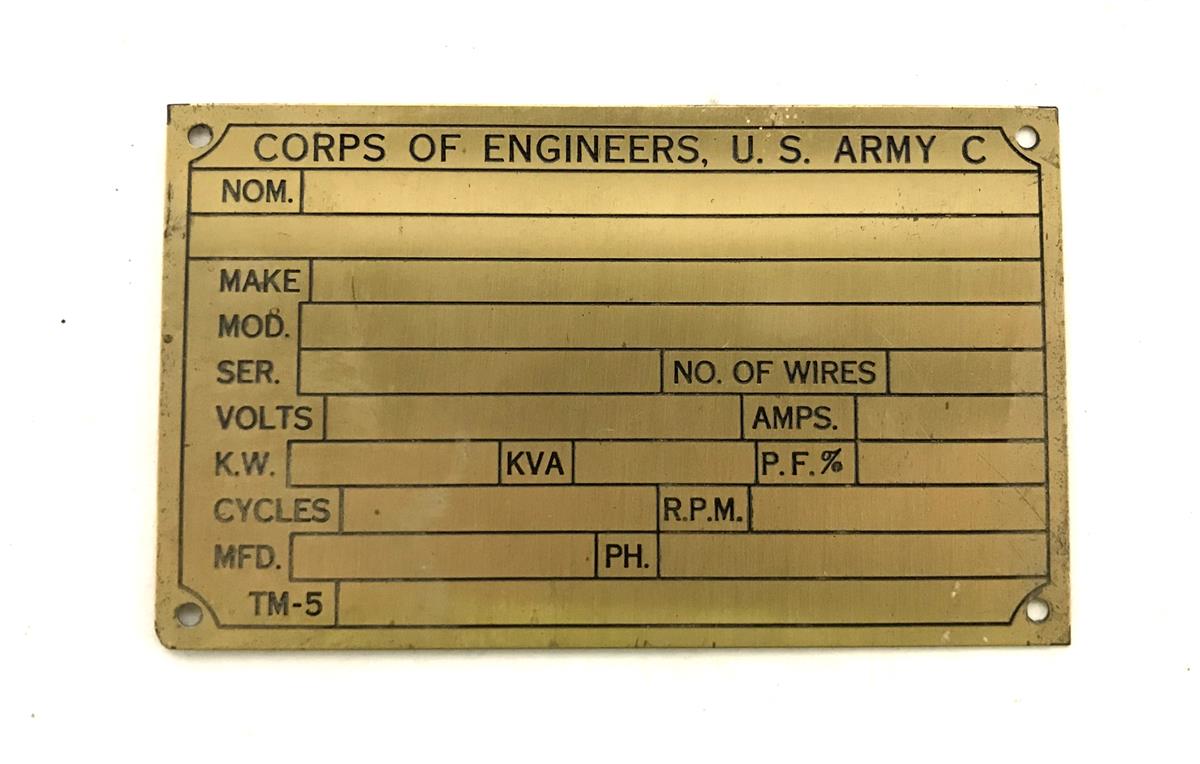 CORPS OF ENGINEERS, U. S. ARMY C
NOM.
MAKE
MOD.
SER. NO. OF WIRES
VOLTS AMPS.
K.W. KVA P.F.%
CYCLES R.P.M.
MFD. PH.
TM-5